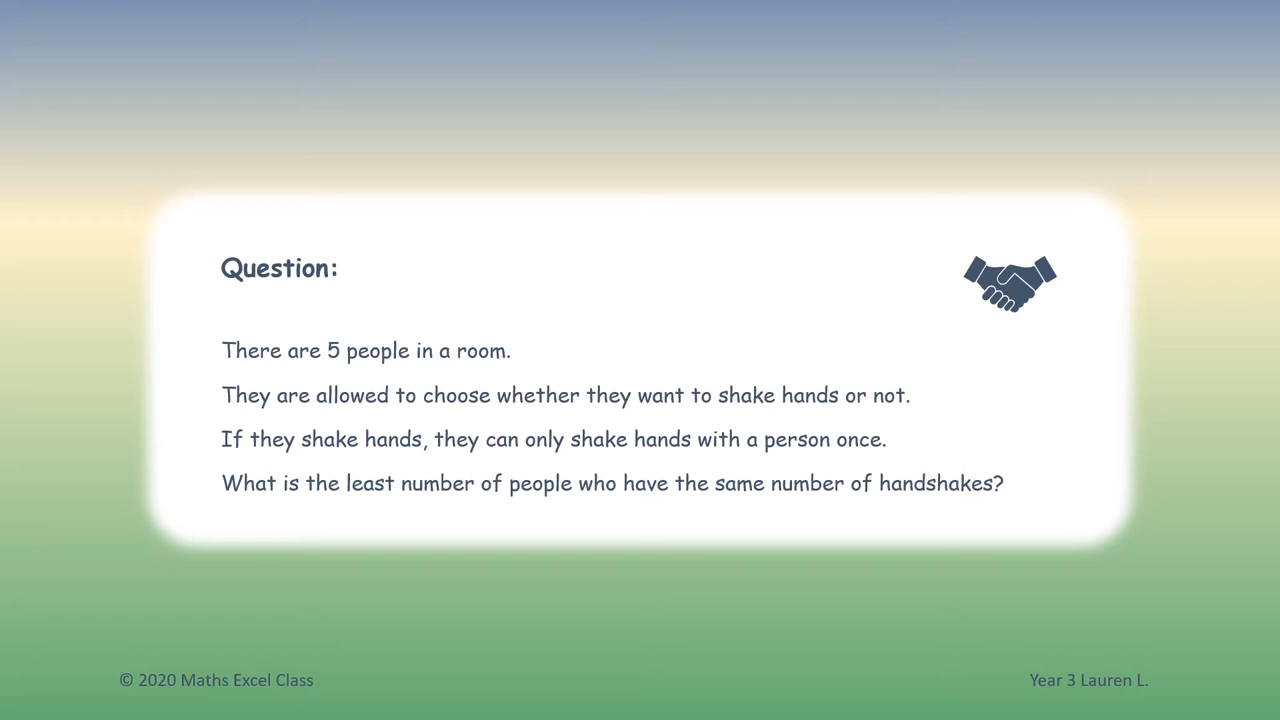 Question:
There are 5 people in a room.
They are allowed to choose whether they want to shake hands or not.
If they shake hands, they can only shake hands with a person once.
What is the least number of people who have the same number of handshakes?
© 2020 Maths Excel Class
Year 3 Lauren L.